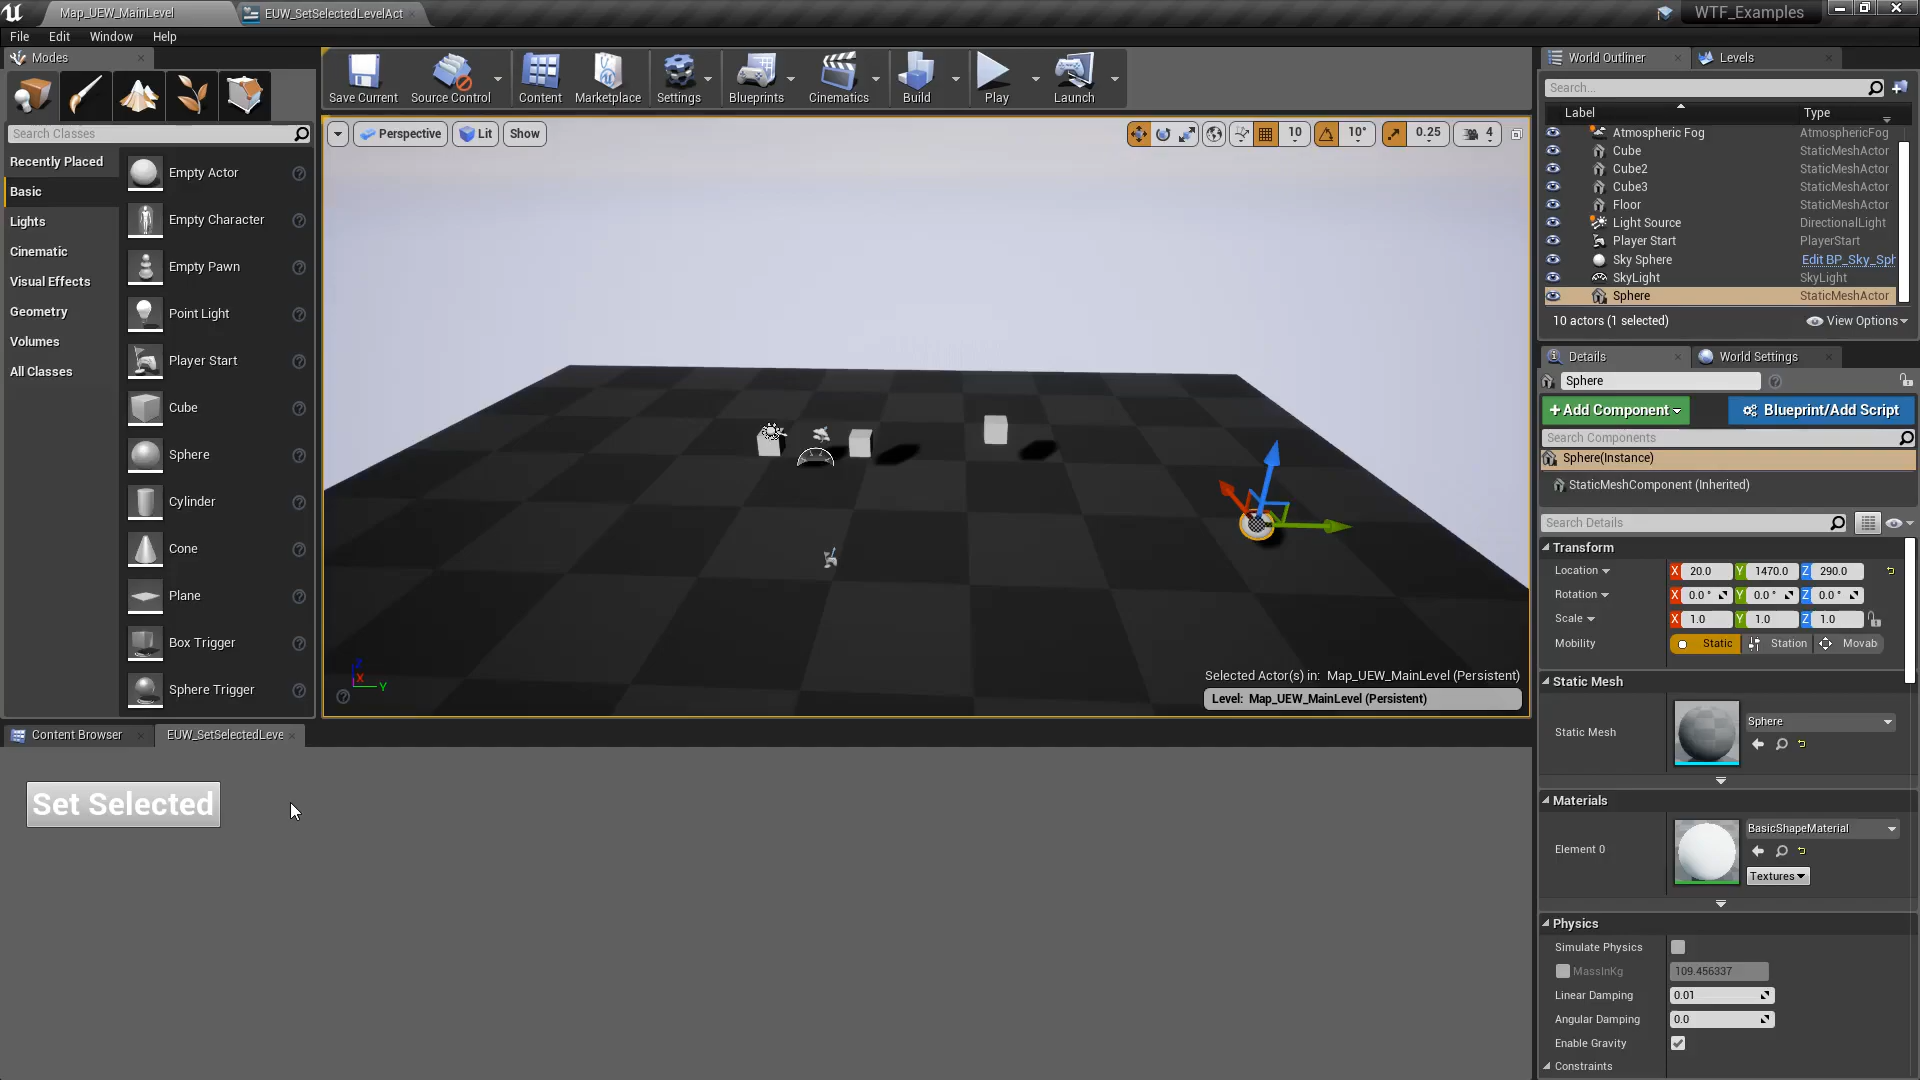 Map_UEW_MainLevel
EUW_SetSelectedLevelAct
WTF_Examples
File Edit Window Help
Modes
Save Current
Source Control
Content
Marketplace
Settings
Blueprints
Cinematics
Build
Play
Launch
Search Classes
Recently Placed
Basic
Lights
Cinematic
Visual Effects
Geometry
Volumes
All Classes
Empty Actor
Empty Character
Empty Pawn
Point Light
Player Start
Cube
Sphere
Cylinder
Cone
Plane
Box Trigger
Sphere Trigger
Perspective
Lit
Show
10
10°
0.25
4
Z
X
Y
Selected Actor(s) in: Map_UEW_MainLevel (Persistent)
Level: Map_UEW_MainLevel (Persistent)
World Outliner
Levels
Search...
Label Type
Atmospheric Fog AtmosphericFog
Cube StaticMeshActor
Cube2 StaticMeshActor
Cube3 StaticMeshActor
Floor StaticMeshActor
Light Source DirectionalLight
Player Start PlayerStart
Sky Sphere Edit BP_Sky_Sph
SkyLight SkyLight
Sphere StaticMeshActor
10 actors (1 selected)
View Options
Details
World Settings
Sphere
+Add Component
Blueprint/Add Script
Search Components
Sphere(Instance)
StaticMeshComponent (Inherited)
Search Details
Transform
Location X 20.0 Y 1470.0 Z 290.0
Rotation X 0.0 ° Y 0.0 ° Z 0.0 °
Scale X 1.0 Y 1.0 Z 1.0
Mobility Static Station Movab
Static Mesh
Static Mesh
Sphere
Materials
Element 0
BasicShapeMaterial
Textures
Physics
Simulate Physics
MassInKg 109.456337
Linear Damping 0.01
Angular Damping 0.0
Enable Gravity
Constraints
Content Browser
EUW_SetSelectedLeve
Set Selected